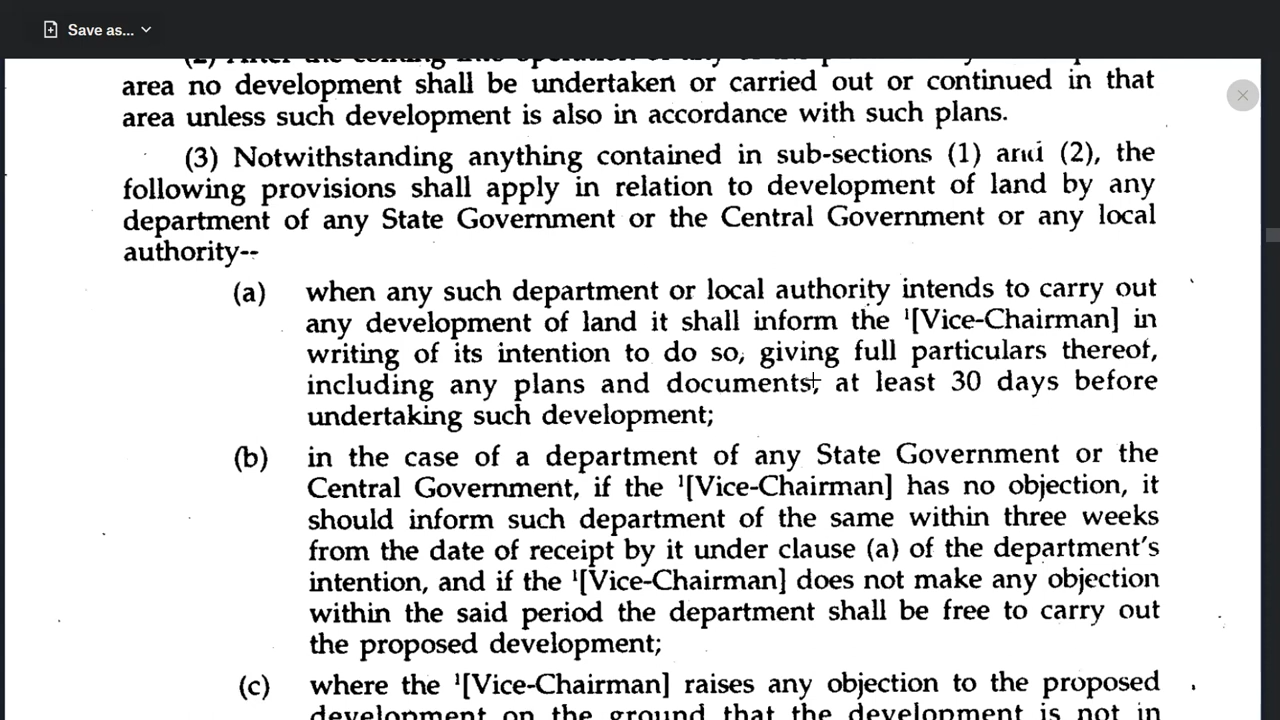 Save as...
area no development shall be undertaken or carried out or continued in that
area unless such development is also in accordance with such plans.
(3) Notwithstanding anything contained in sub-sections (1) and (2), the
following provisions shall apply in relation to development of land by any
department of any State Government or the Central Government or any local
authority--
(a) when any such department or local authority intends to carry out
any development of land it shall inform the ¹[Vice-Chairman] in
writing of its intention to do so, giving full particulars thereof,
including any plans and documents, at least 30 days before
undertaking such development;
(b) in the case of a department of any State Government or the
Central Government, if the ¹[Vice-Chairman] has no objection, it
should inform such department of the same within three weeks
from the date of receipt by it under clause (a) of the department's
intention, and if the ¹[Vice-Chairman] does not make any objection
within the said period the department shall be free to carry out
the proposed development;
(c) where the ¹[Vice-Chairman] raises any objection to the proposed
development on the ground that the development is not in